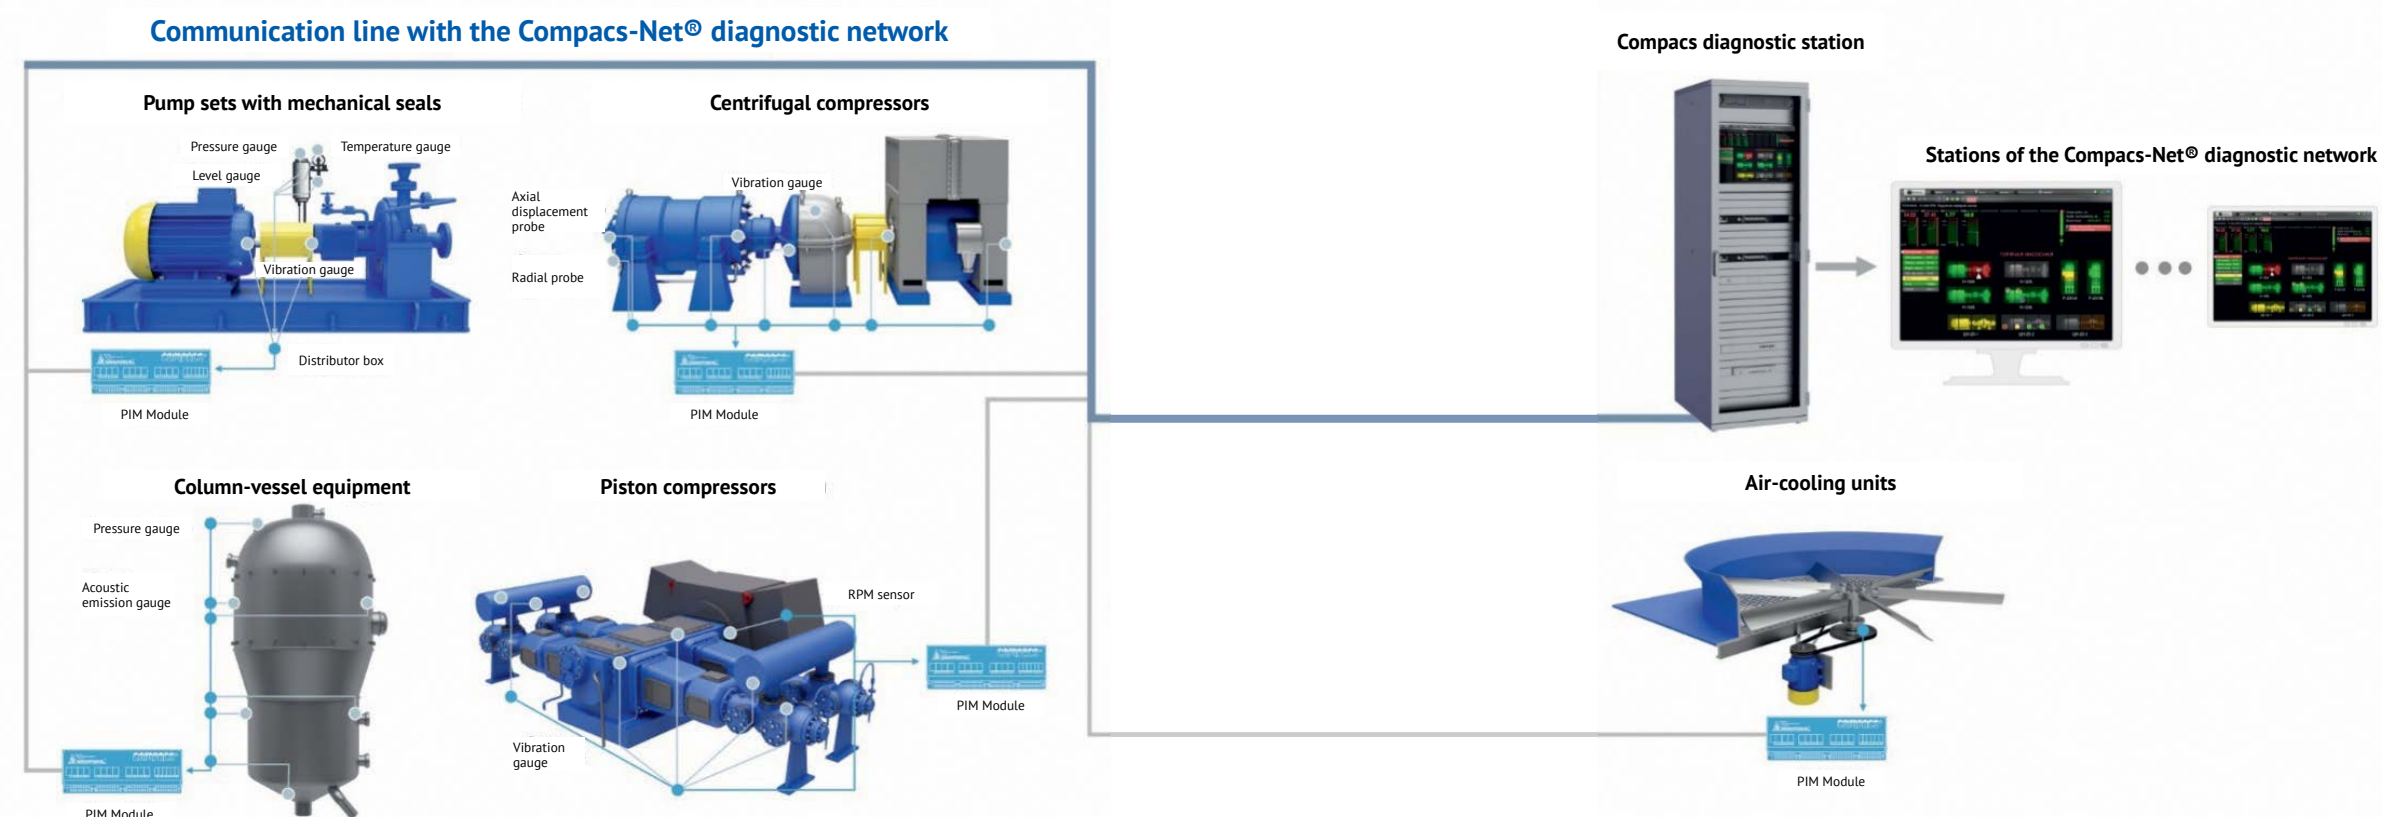 Communication line with the Compacs-Net® diagnostic network
Compacs diagnostic station
Pump sets with mechanical seals
Centrifugal compressors
Pressure gauge
Temperature gauge
Level gauge
Vibration gauge
Distributor box
PIM Module
Axial
displacement
probe
Vibration gauge
Radial probe
PIM Module
Stations of the Compacs-Net® diagnostic network
Column-vessel equipment
Piston compressors
Air-cooling units
Pressure gauge
Acoustic
emission gauge
PIM Module
RPM sensor
Vibration
gauge
PIM Module
PIM Module